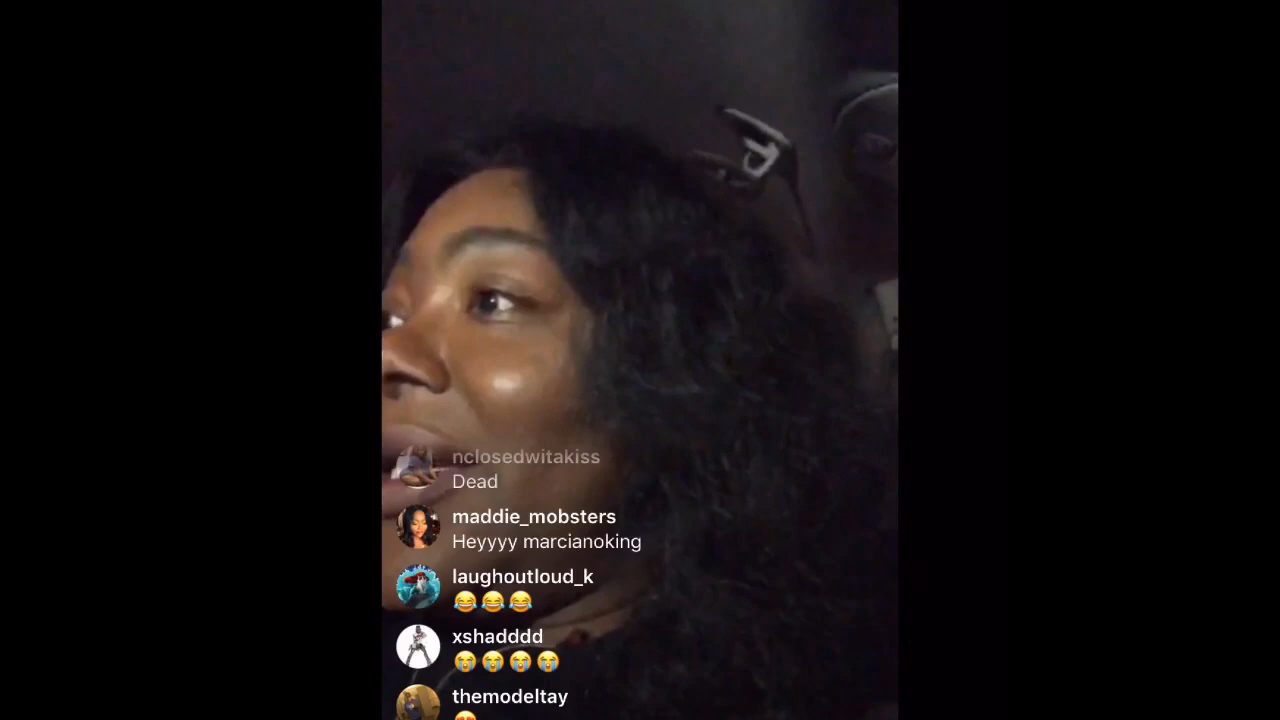 nclosedwitakiss
Dead
maddie_mobsters
Heyyyy marcianoking
laughoutloud_k
😂😂😂
xshadddd
😭😭😭😭
themodeltay